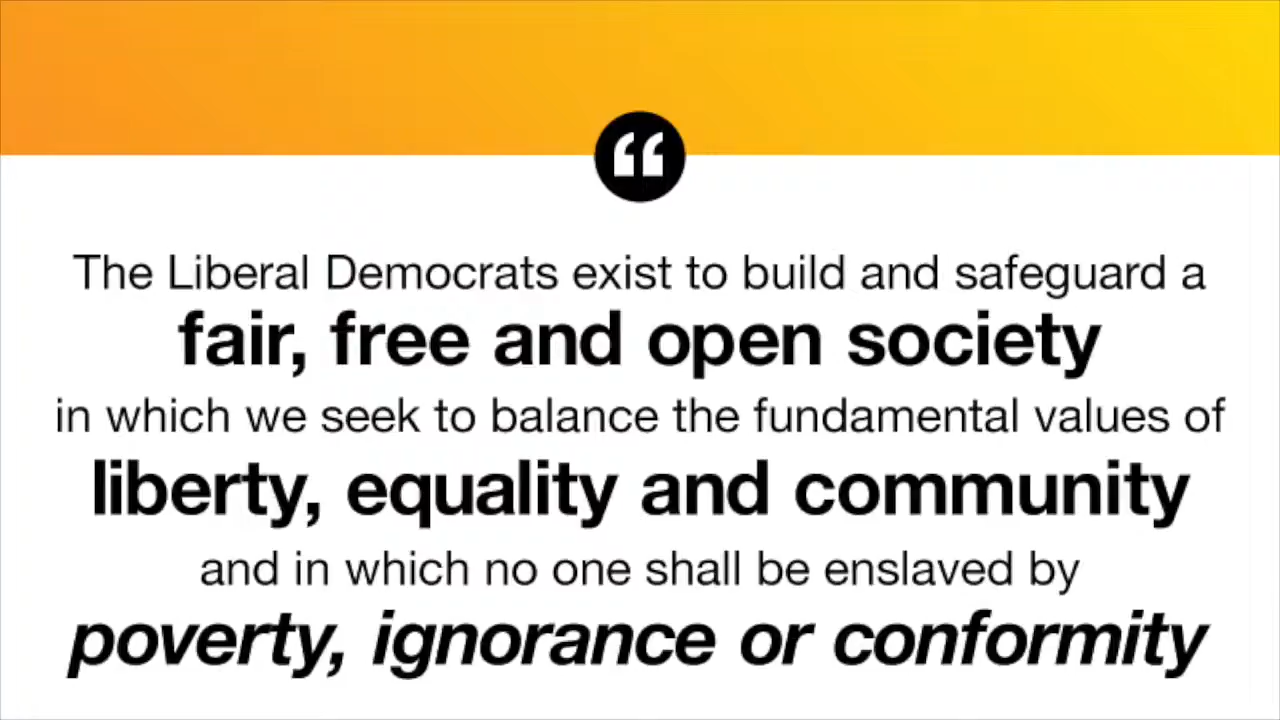 “
The Liberal Democrats exist to build and safeguard a
fair, free and open society
in which we seek to balance the fundamental values of
liberty, equality and community
and in which no one shall be enslaved by
poverty, ignorance or conformity